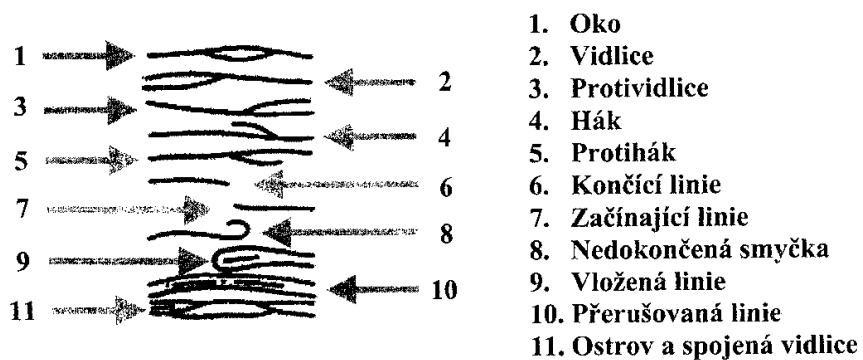 1
2
3
4
5
6
7
8
9
10
11
1. Oko
2. Vidlice
3. Protividlice
4. Hák
5. Protihák
6. Končící linie
7. Začínající linie
8. Nedokončená smyčka
9. Vložená linie
10. Přerušovaná linie
11. Ostrov a spojená vidlice